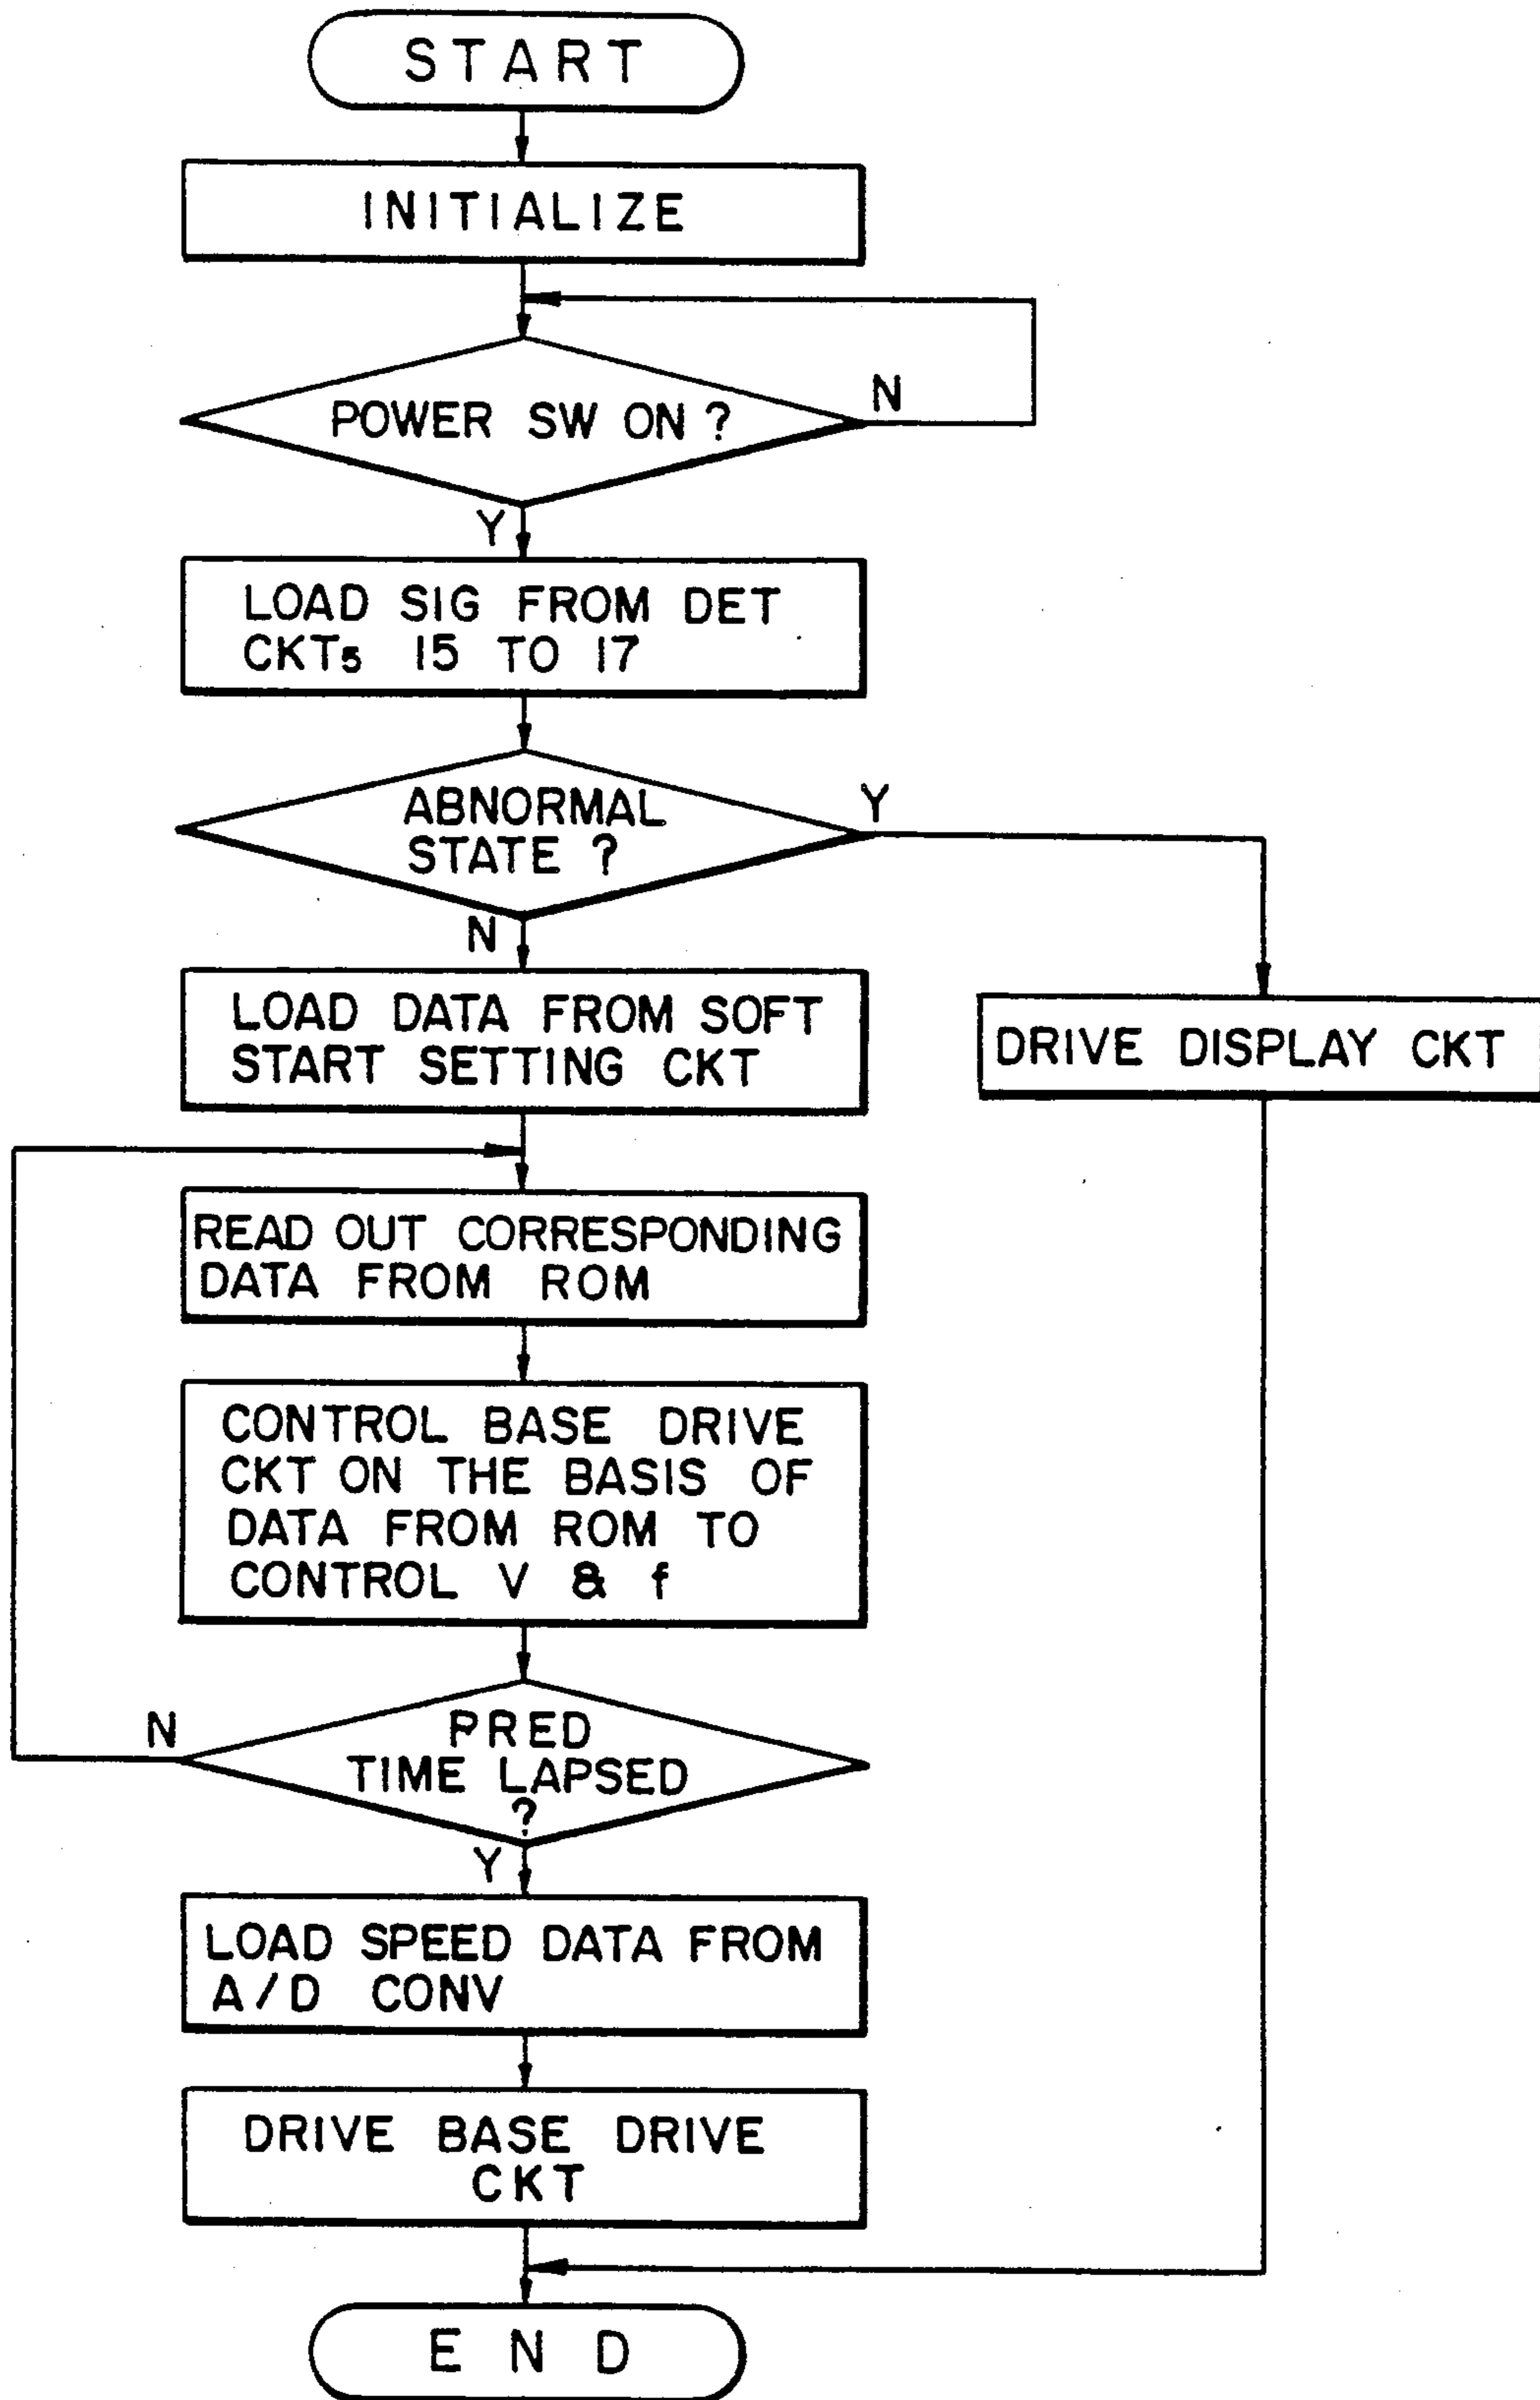 START
INITIALIZE
POWER SW ON ?
N
Y
LOAD SIG FROM DET
CKTs 15 TO 17
ABNORMAL
STATE ?
Y
N
LOAD DATA FROM SOFT
START SETTING CKT
DRIVE DISPLAY CKT
READ OUT CORRESPONDING
DATA FROM ROM
CONTROL BASE DRIVE
CKT ON THE BASIS OF
DATA FROM ROM TO
CONTROL V & f
PRED
TIME LAPSED
?
N
Y
LOAD SPEED DATA FROM
A/D CONV
DRIVE BASE DRIVE
CKT
END